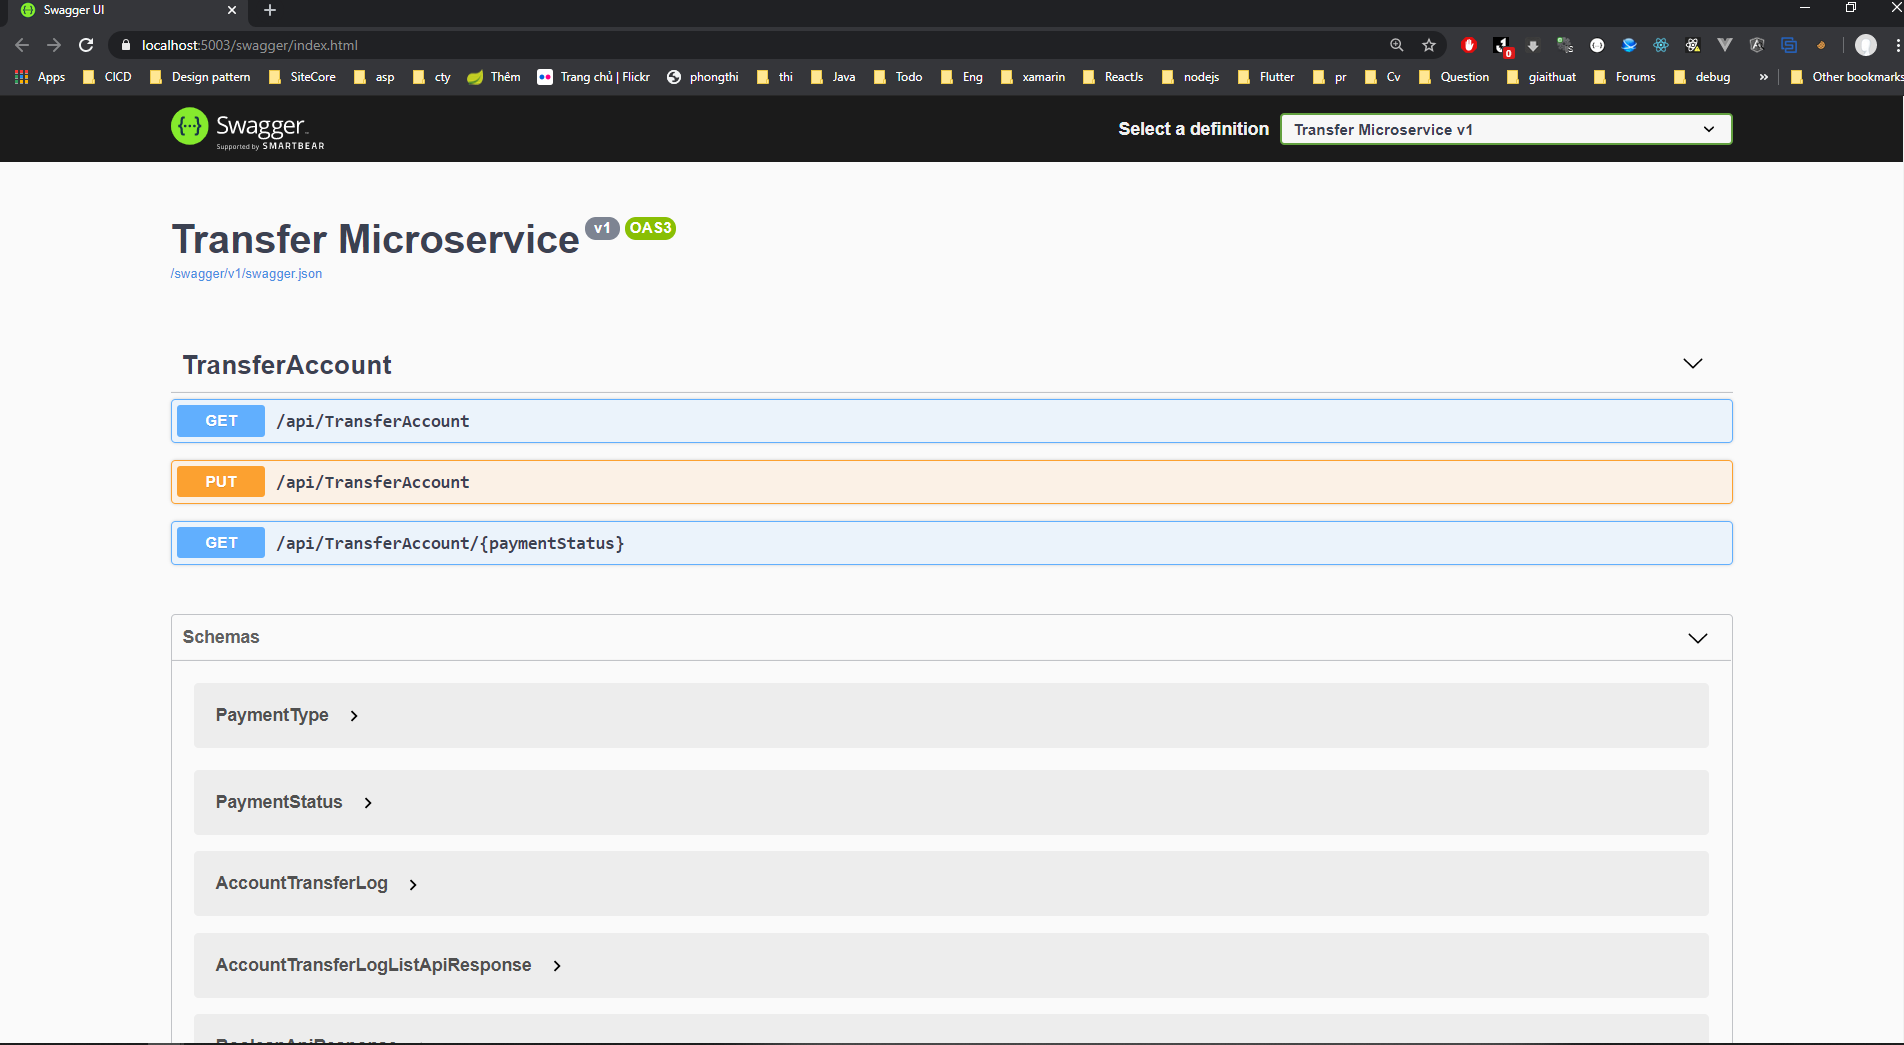 Swagger UI
localhost:5003/swagger/index.html
0
Apps CICD Design pattern SiteCore asp cty Thêm Trang chủ | Flickr phongthi thi Java Todo Eng xamarin ReactJs nodejs Flutter pr Cv Question giaithuat Forums debug » Other bookmarks
Swagger
Supported by SMARTBEAR
Select a definition
Transfer Microservice v1
Transfer Microservice v1 OAS3
/swagger/v1/swagger.json
TransferAccount
GET /api/TransferAccount
PUT /api/TransferAccount
GET /api/TransferAccount/{paymentStatus}
Schemas
PaymentType
PaymentStatus
AccountTransferLog
AccountTransferLogListApiResponse
BooleanApiResponse